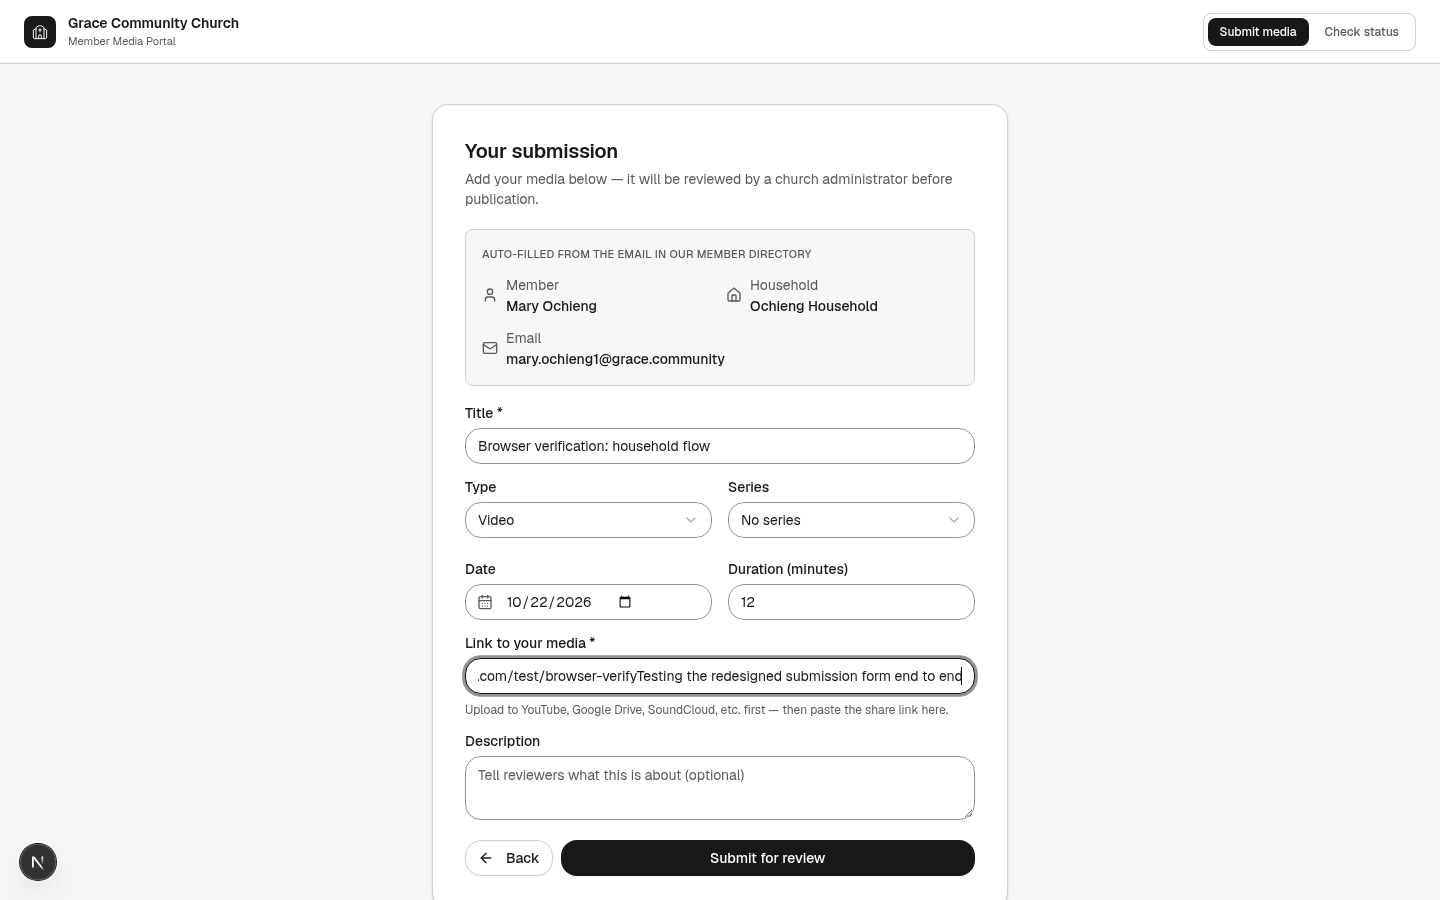 Grace Community Church
Member Media Portal
Submit media
Check status
Your submission
Add your media below — it will be reviewed by a church administrator before
publication.
AUTO-FILLED FROM THE EMAIL IN OUR MEMBER DIRECTORY
Member
Mary Ochieng
Household
Ochieng Household
Email
mary.ochieng1@grace.community
Title *
Browser verification: household flow
Type
Series
Video
No series
Date
Duration (minutes)
10/22/2026
12
Link to your media *
.com/test/browser-verifyTesting the redesigned submission form end to end
Upload to YouTube, Google Drive, SoundCloud, etc. first — then paste the share link here.
Description
Tell reviewers what this is about (optional)
Back
Submit for review
N